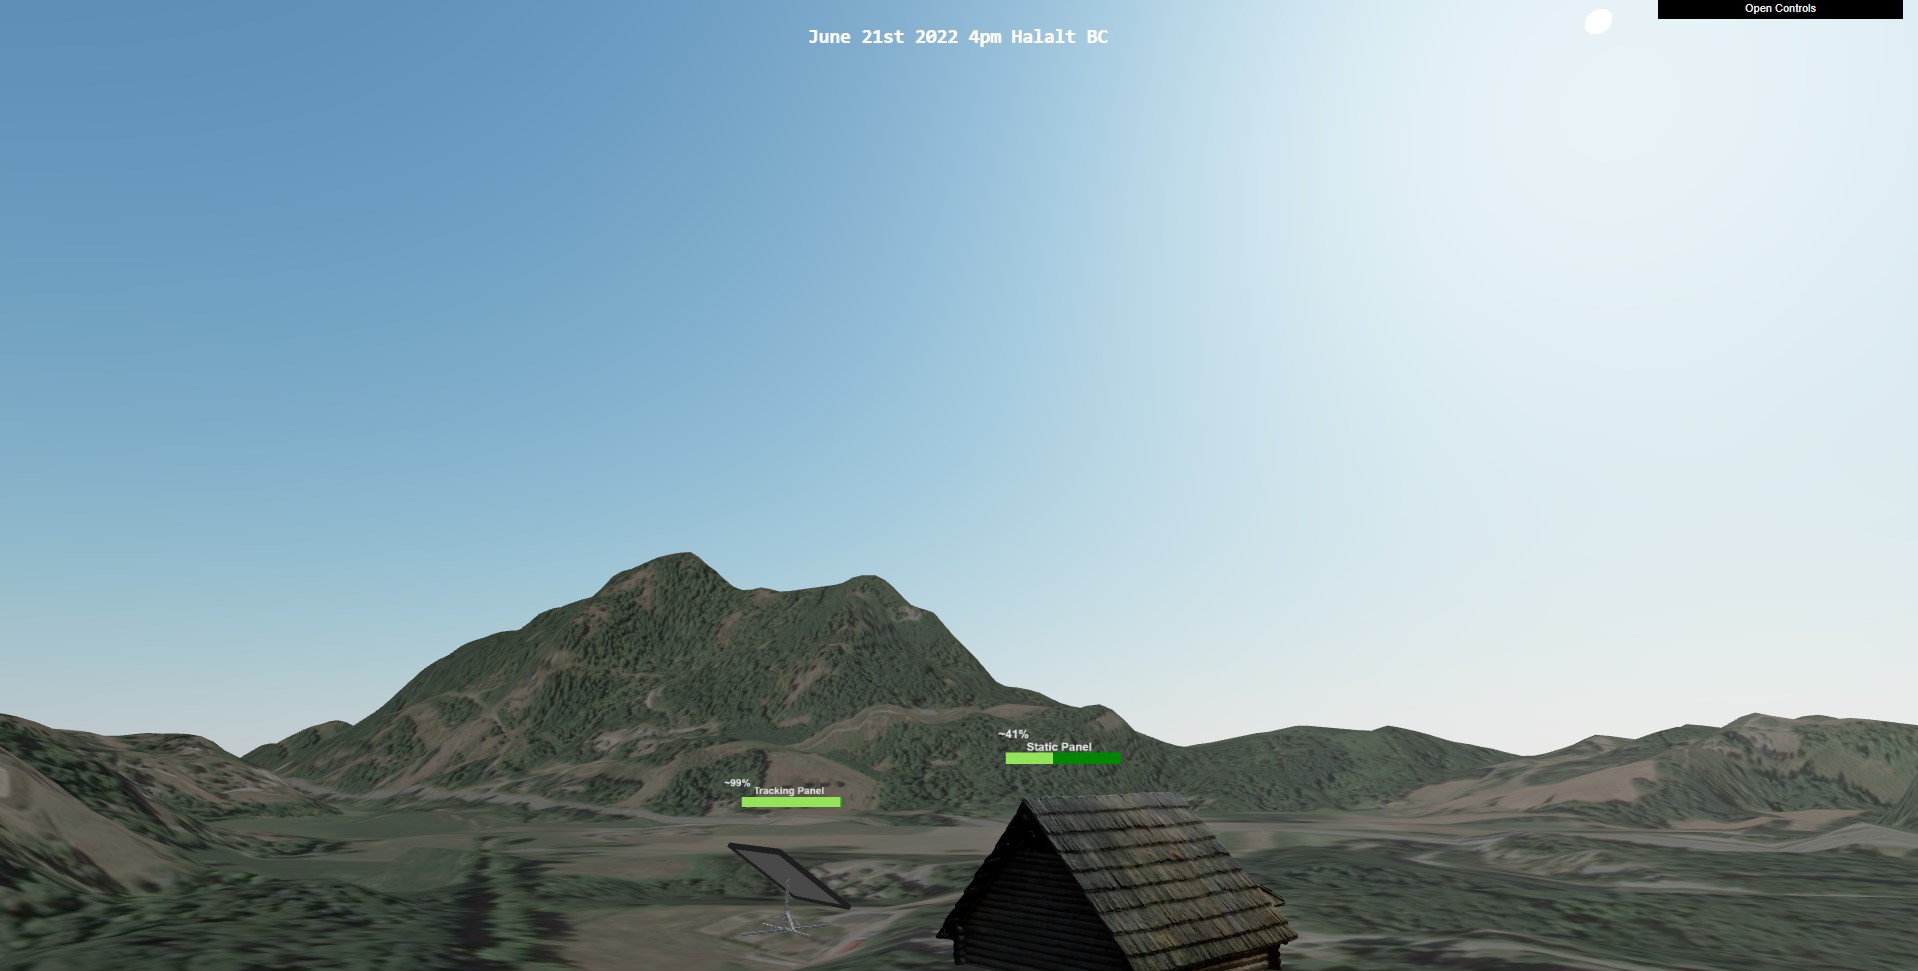 Open Controls
June 21st 2022 4pm Halalt BC
~41%
Static Panel
~99%
Tracking Panel